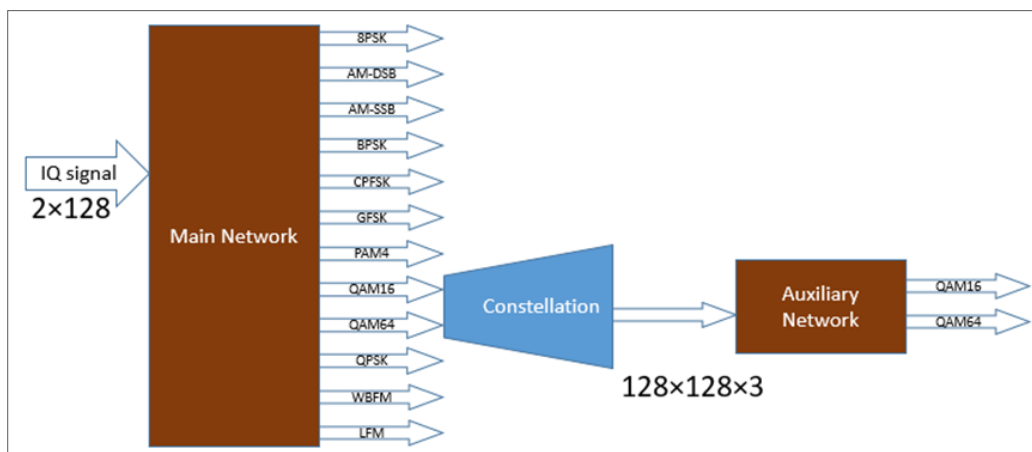 IQ signal
2×128
Main Network
8PSK
AM-DSB
AM-SSB
BPSK
CPFSK
GFSK
PAM4
QAM16
QAM64
QPSK
WBFM
LFM
Constellation
128×128×3
Auxiliary
Network
QAM16
QAM64